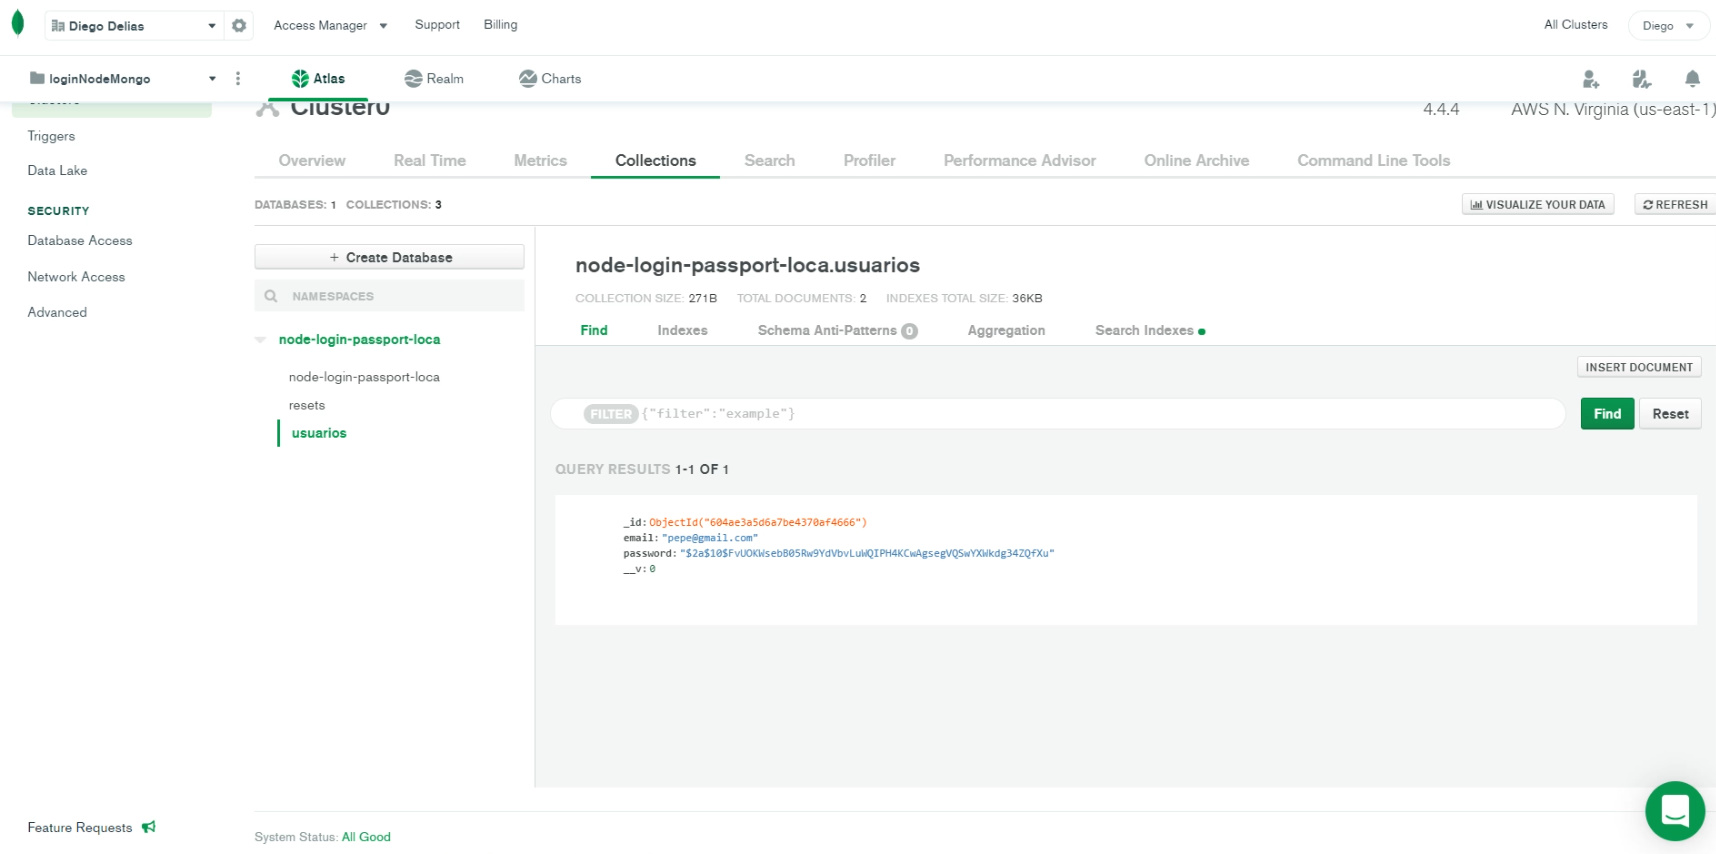 Diego Delias
Access Manager
Support
Billing
All Clusters
Diego
loginNodeMongo
Atlas
Realm
Charts
Clusters
Cluster0
4.4.4
AWS N. Virginia (us-east-1)
Triggers
Data Lake
SECURITY
Database Access
Network Access
Advanced
Overview
Real Time
Metrics
Collections
Search
Profiler
Performance Advisor
Online Archive
Command Line Tools
DATABASES: 1 COLLECTIONS: 3
VISUALIZE YOUR DATA
REFRESH
+ Create Database
NAMESPACES
node-login-passport-loca
node-login-passport-loca
resets
usuarios
node-login-passport-loca.usuarios
COLLECTION SIZE: 271B TOTAL DOCUMENTS: 2 INDEXES TOTAL SIZE: 36KB
Find
Indexes
Schema Anti-Patterns 0
Aggregation
Search Indexes
INSERT DOCUMENT
FILTER {"filter":"example"}
Find
Reset
QUERY RESULTS 1-1 OF 1
_id: ObjectId("604ae3a5d6a7be4370af4666")
email: "pepe@gmail.com"
password: "$2a$10$FvUOKWsebB05Rw9YdVbvLuWQIPH4KCwAgsegVQSwYXWkdg34ZQfXu"
__v: 0
Feature Requests
System Status: All Good